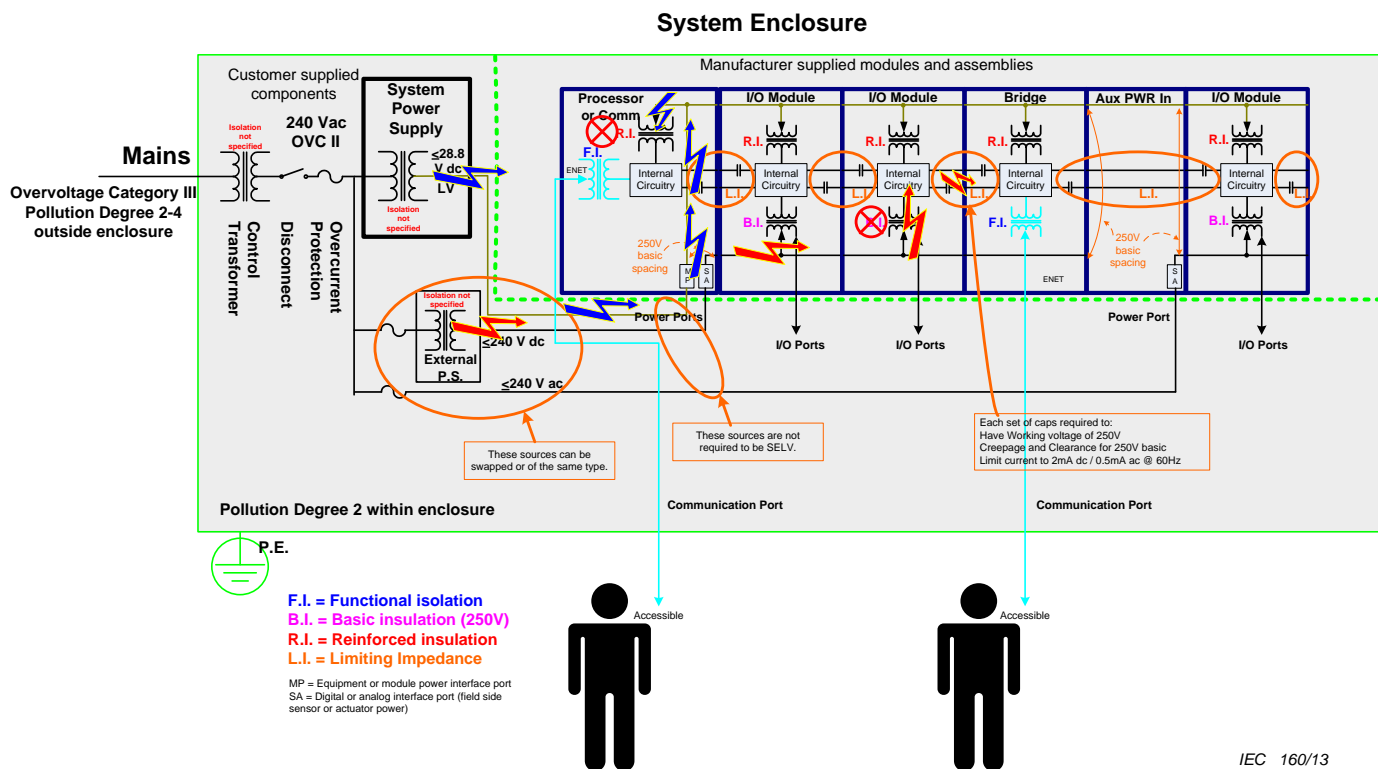 System Enclosure
Customer supplied
components
Manufacturer supplied modules and assemblies
System
Power
Supply
Processor
or Comm
I/O Module
I/O Module
Bridge
Aux PWR In
I/O Module
Isolation
not
specified
240 Vac
OVC II
≤28.8
V dc
LV
Isolation
not
specified
Mains
Overvoltage Category III
Pollution Degree 2-4
outside enclosure
Control
Transformer
Disconnect
Overcurrent
Protection
R.I.
R.I.
R.I.
R.I.
R.I.
F.I.
ENET
Internal
Circuitry
Internal
Circuitry
Internal
Circuitry
Internal
Circuitry
Internal
Circuitry
L.I.
L.I.
L.I.
L.I.
L.I.
B.I.
B.I.
F.I.
B.I.
250V
basic
spacing
250V
basic
spacing
MP
S
A
S
A
ENET
Power Ports
Power Port
I/O Ports
I/O Ports
I/O Ports
Isolation not
specified
≤240 V dc
External
P.S.
≤240 V ac
These sources can be
swapped or of the same type.
These sources are not
required to be SELV.
Each set of caps required to:
Have Working voltage of 250V
Creepage and Clearance for 250V basic
Limit current to 2mA dc / 0.5mA ac @ 60Hz
Pollution Degree 2 within enclosure
Communication Port
Communication Port
P.E.
F.I. = Functional isolation
B.I. = Basic insulation (250V)
R.I. = Reinforced insulation
L.I. = Limiting Impedance
MP = Equipment or module power interface port
SA = Digital or analog interface port (field side
sensor or actuator power)
Accessible
Accessible
IEC 160/13